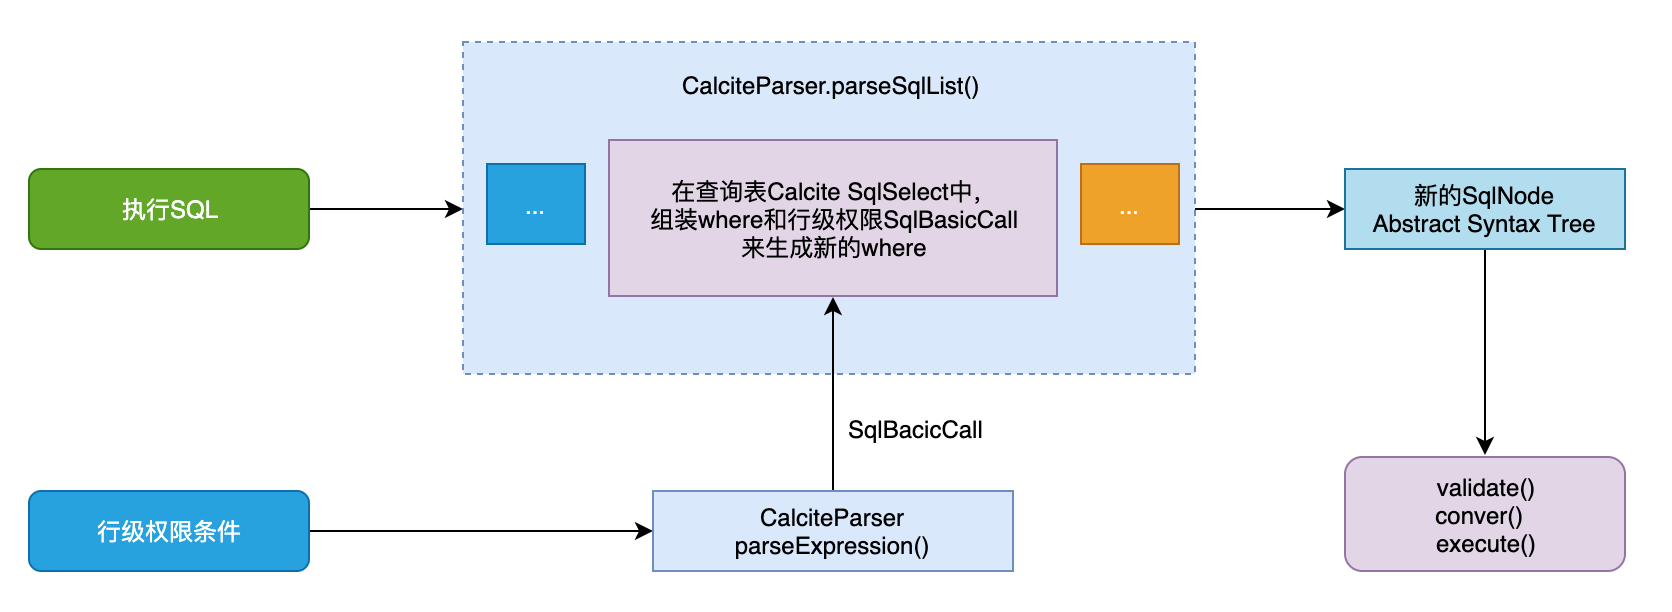 CalciteParser.parseSqlList()
执行SQL
...
在查询表Calcite SqlSelect中,
组装where和行级权限SqlBasicCall
来生成新的where
...
新的SqlNode
Abstract Syntax Tree
SqlBacicCall
行级权限条件
CalciteParser
parseExpression()
validate()
conver()
execute()